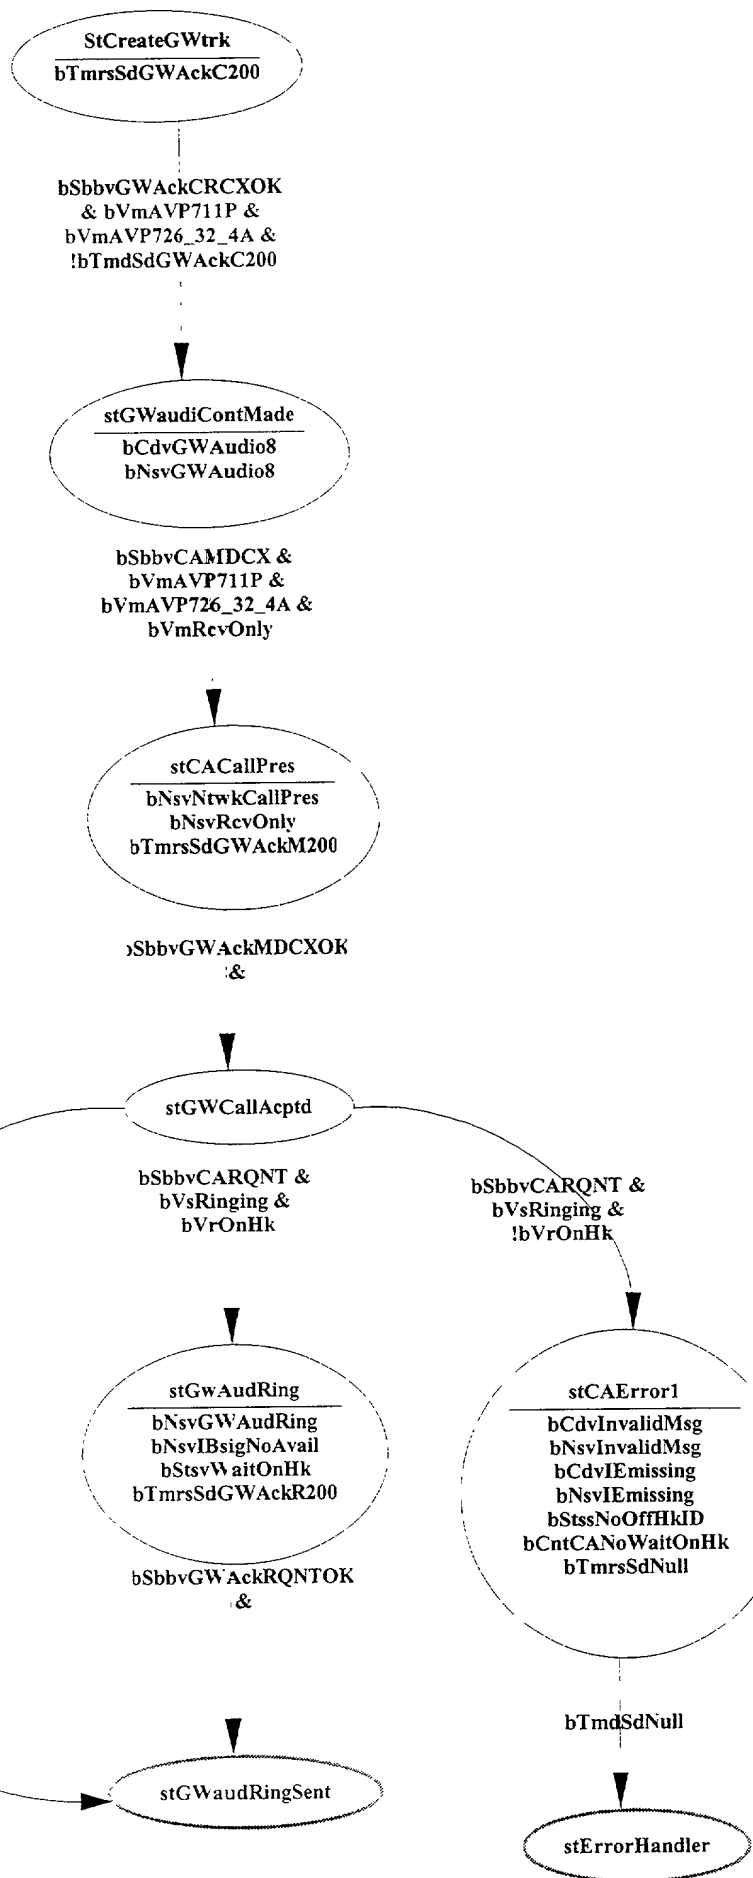 StCreateGWtrk
bTmrsSdGWAckC200
bSbbvGWAckCRCXOK
& bVmAVP711P &
bVmAVP726_32_4A &
!bTmdSdGWAckC200
stGWaudiContMade
bCdvGWAudio8
bNsvGWAudio8
bSbbvCAMDCX &
bVmAVP711P &
bVmAVP726_32_4A &
bVmRcvOnly
stCACallPres
bNsvNtwkCallPres
bNsvRcvOnly
bTmrsSdGWAckM200
bSbbvGWAckMDCXOK
&
stGWCallAcptd
bSbbvCARQNT &
bVsRinging &
bVrOnHk
bSbbvCARQNT &
bVsRinging &
!bVrOnHk
stGwAudRing
bNsvGWAudRing
bNsvIBsigNoAvail
bStsvWaitOnHk
bTmrsSdGWAckR200
stCAError1
bCdvInvalidMsg
bNsvInvalidMsg
bCdvIEmissing
bNsvIEmissing
bStssNoOffHkID
bCntCANoWaitOnHk
bTmrsSdNull
bSbbvGWAckRQNTOK
&
bTmdSdNull
stGWaudRingSent
stErrorHandler